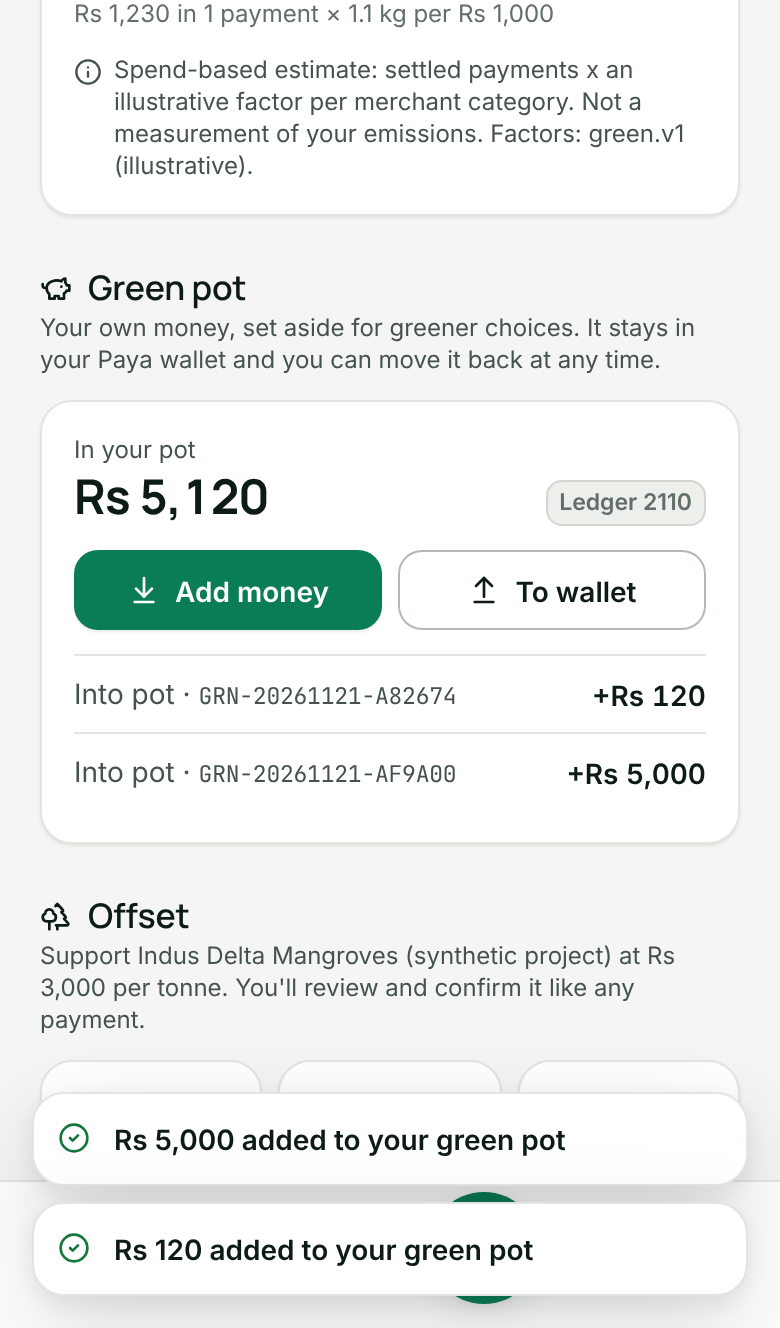 Rs 1,230 in 1 payment × 1.1 kg per Rs 1,000
Spend-based estimate: settled payments x an
illustrative factor per merchant category. Not a
measurement of your emissions. Factors: green.v1
(illustrative).
Green pot
Your own money, set aside for greener choices. It stays in
your Paya wallet and you can move it back at any time.
In your pot
Rs 5,120
Ledger 2110
Add money
To wallet
Into pot · GRN-20261121-A82674
+Rs 120
Into pot · GRN-20261121-AF9A00
+Rs 5,000
Offset
Support Indus Delta Mangroves (synthetic project) at Rs
3,000 per tonne. You'll review and confirm it like any
payment.
Rs 5,000 added to your green pot
Rs 120 added to your green pot